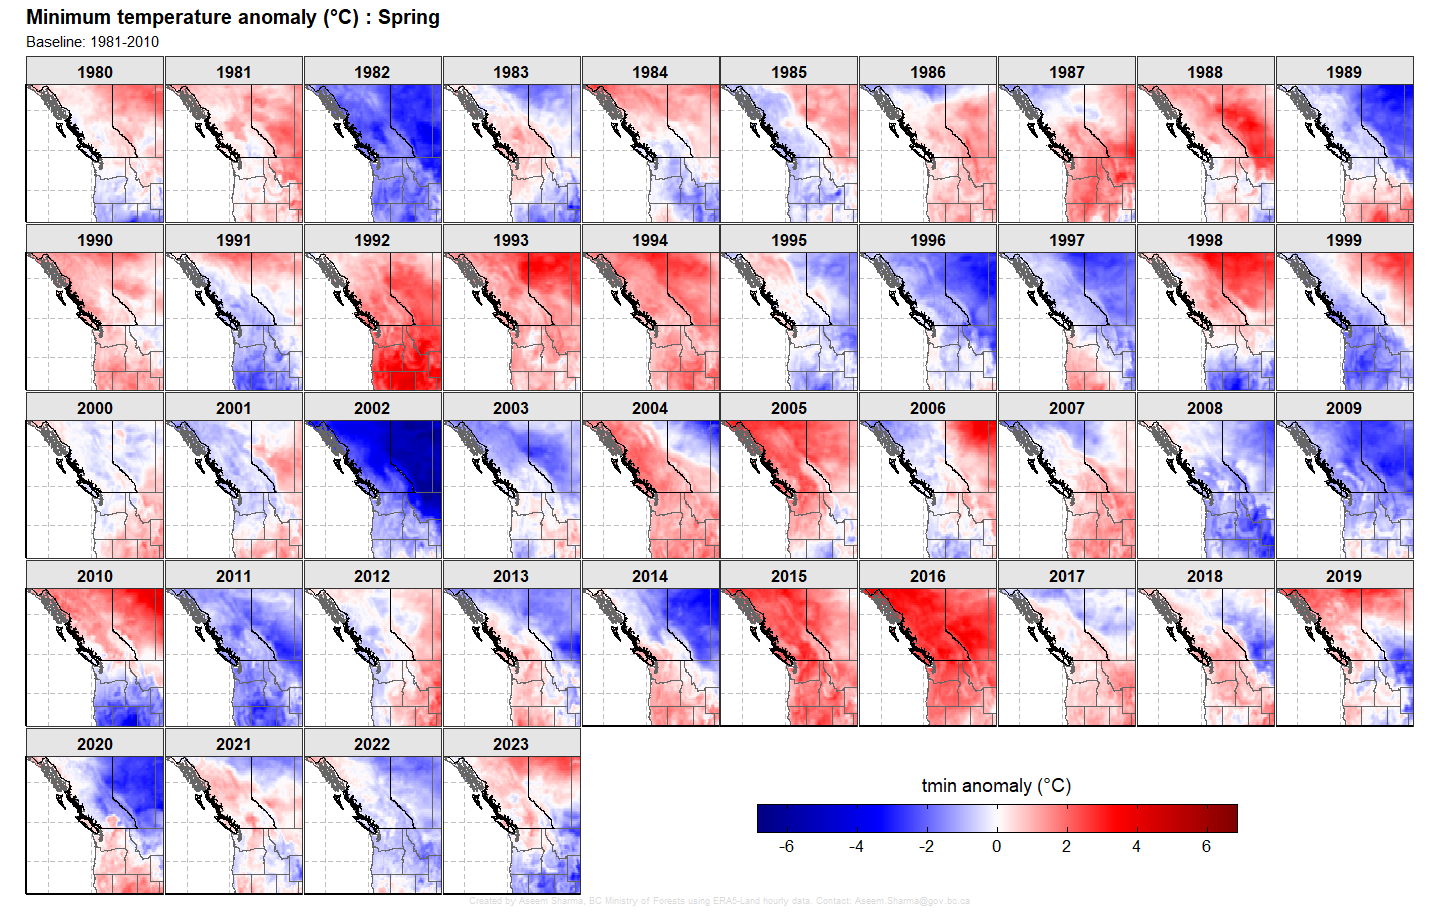 Minimum temperature anomaly (°C) : Spring
Baseline: 1981-2010
1980 1981 1982 1983 1984 1985 1986 1987 1988 1989
1990 1991 1992 1993 1994 1995 1996 1997 1998 1999
2000 2001 2002 2003 2004 2005 2006 2007 2008 2009
2010 2011 2012 2013 2014 2015 2016 2017 2018 2019
2020 2021 2022 2023
tmin anomaly (°C)
-6 -4 -2 0 2 4 6
Created by Aseem Sharma, BC Ministry of Forests using ERA5-Land hourly data. Contact: Aseem.Sharma@gov.bc.ca